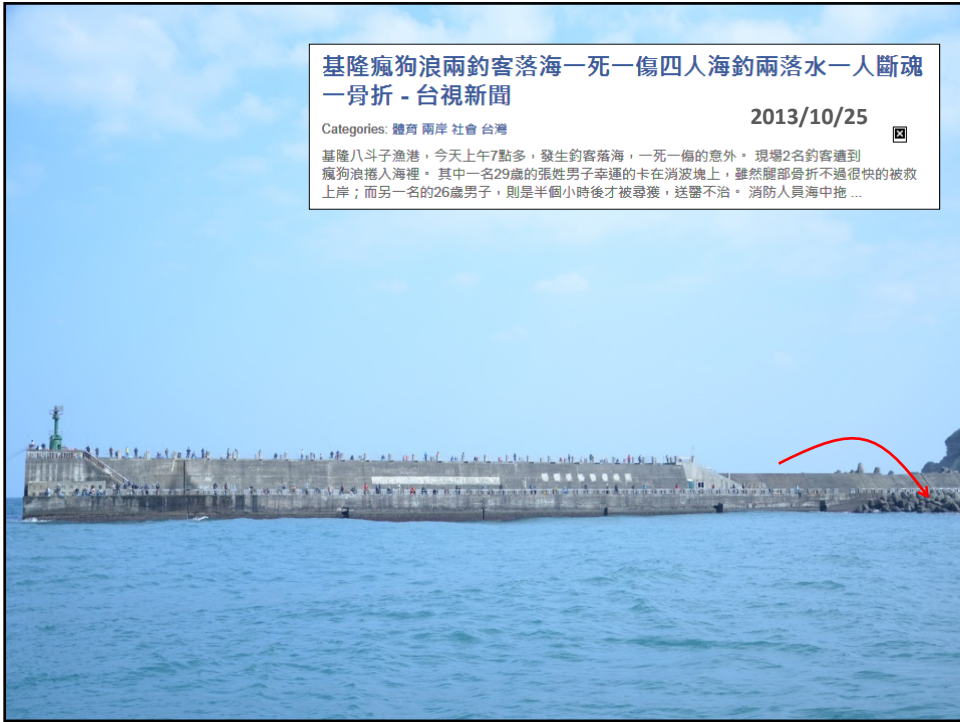 基隆瘋狗浪兩釣客落海一死一傷四人海釣兩落水一人斷魂
一骨折 - 台視新聞
2013/10/25
Categories: 體育 兩岸 社會 台灣
基隆八斗子漁港，今天上午7點多，發生釣客落海，一死一傷的意外。 現場2名釣客遭到
瘋狗浪捲入海裡。 其中一名29歲的張姓男子幸運的卡在消波塊上，雖然腿部骨折不過很快的被救
上岸；而另一名的26歲男子，則是半個小時後才被尋獲，送醫不治。 消防人員海中拖 ...